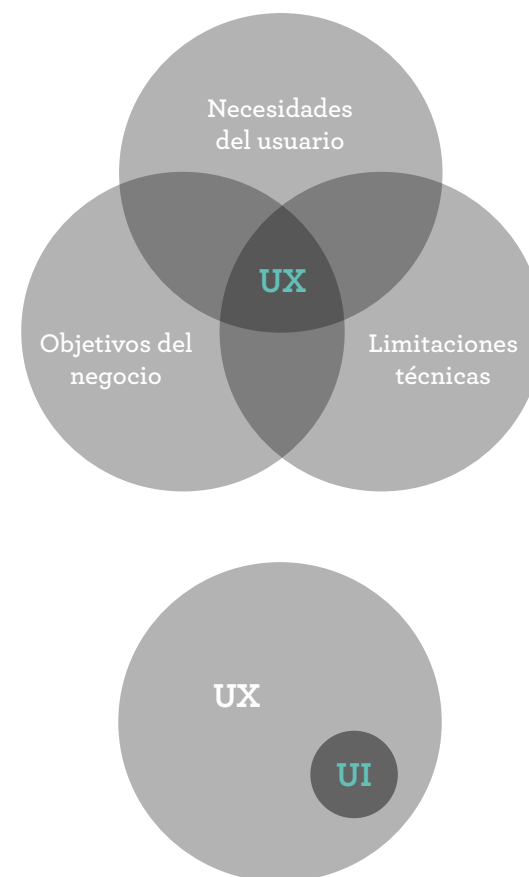 Necesidades
del usuario
UX
Objetivos del
negocio
Limitaciones
técnicas
UX
UI